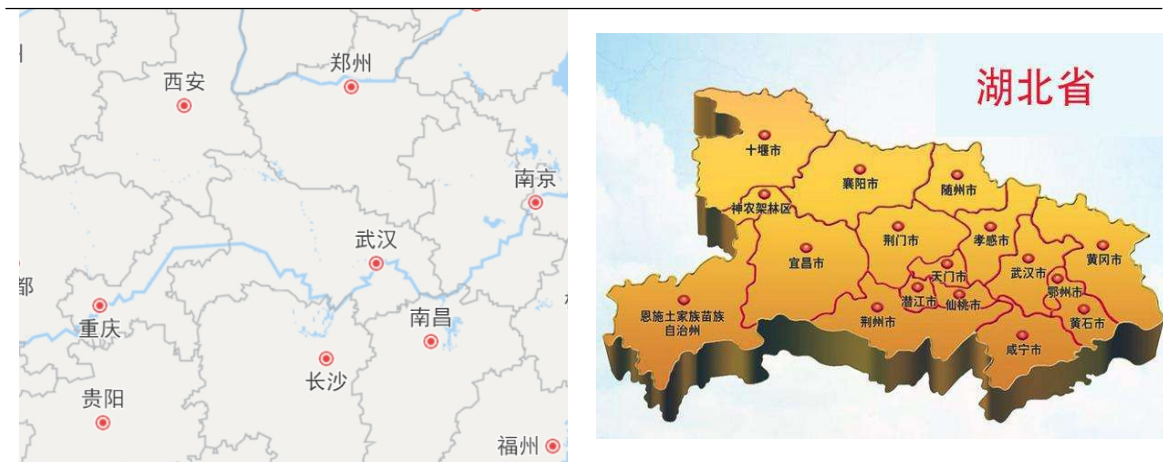 郑州
西安
南京
武汉
都
重庆
南昌
长沙
贵阳
福州
湖北省
十堰市
襄阳市
随州市
神农架林区
荆门市
孝感市
黄冈市
宜昌市
天门市
武汉市
鄂州市
潜江市
仙桃市
恩施土家族苗族
自治州
荆州市
黄石市
咸宁市